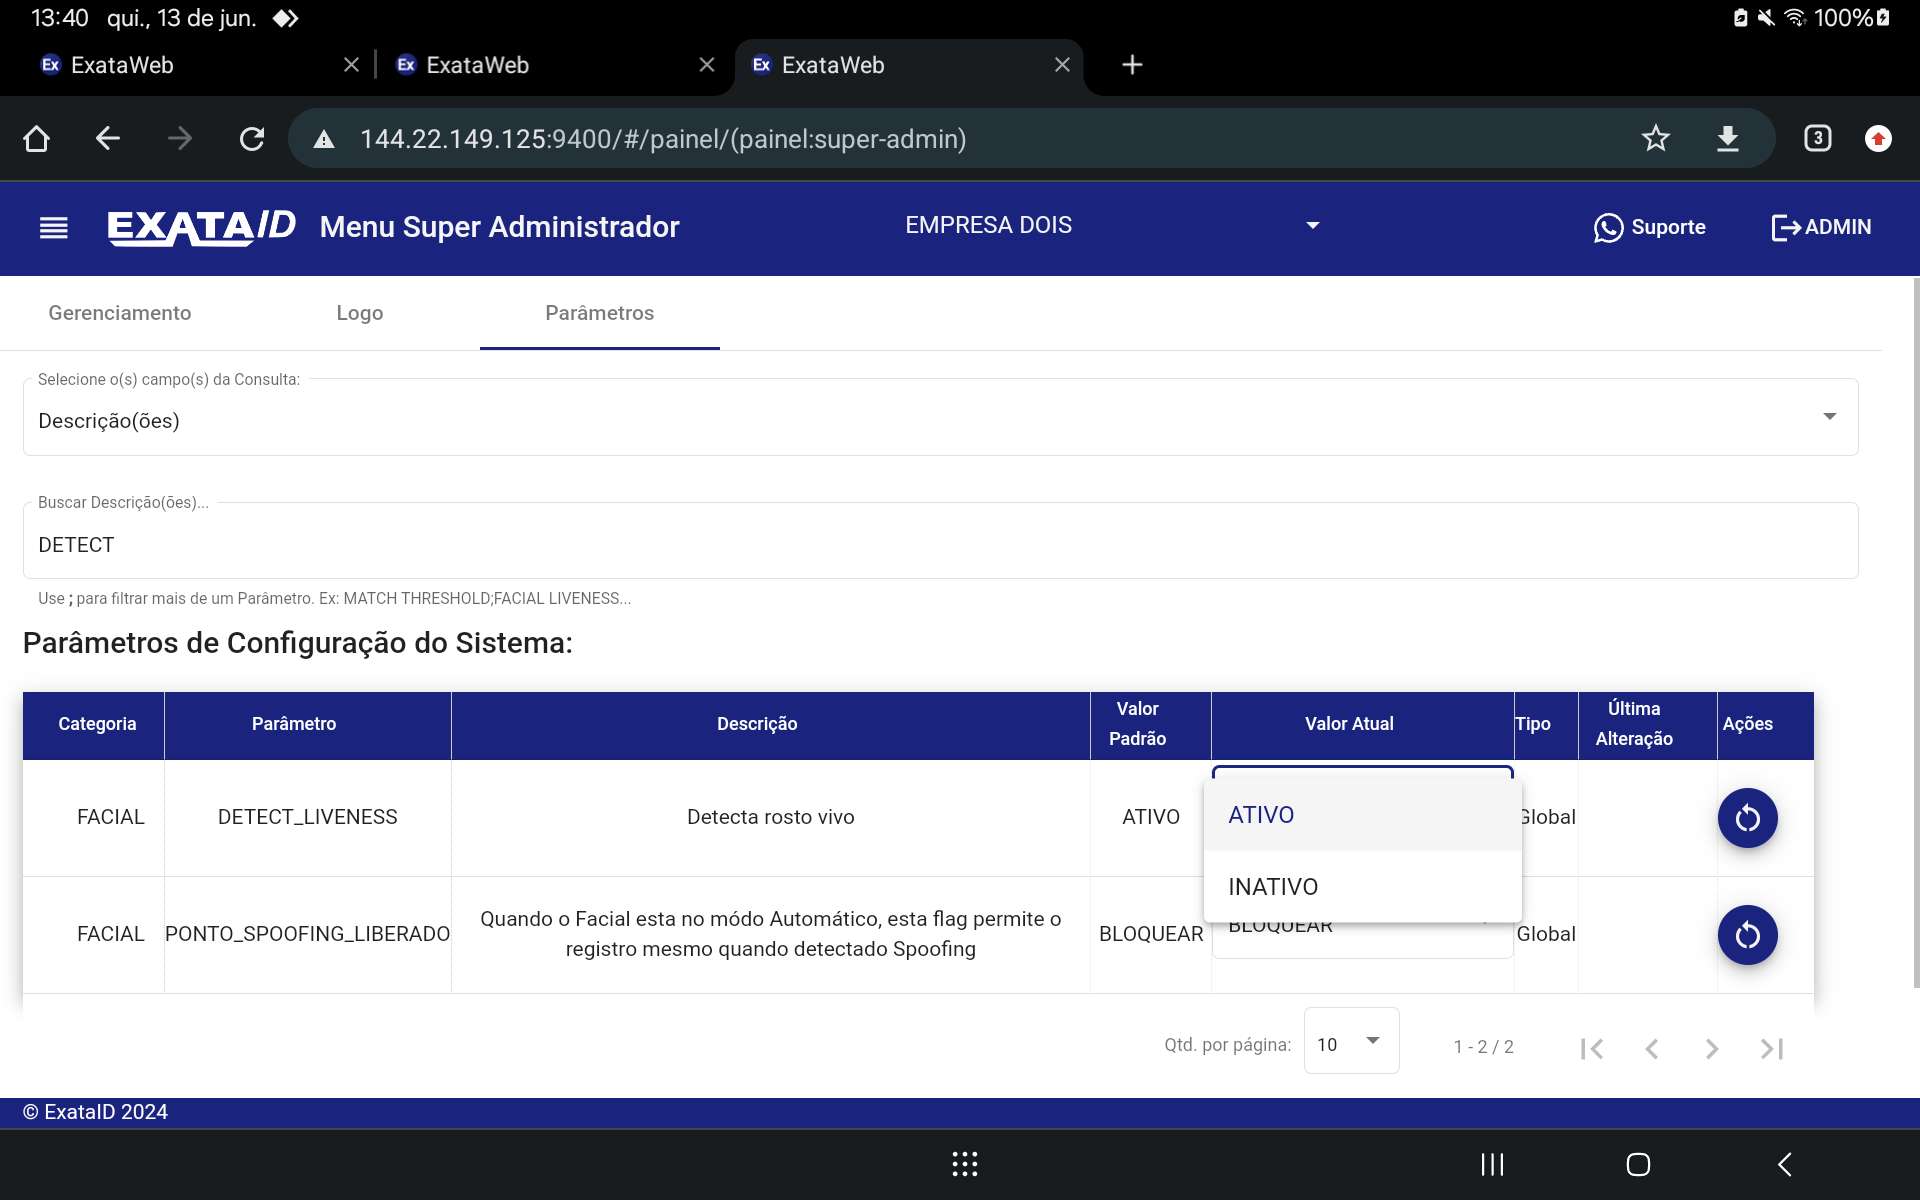 13:40 qui., 13 de jun.
100%
ExataWeb
ExataWeb
ExataWeb
144.22.149.125:9400/#/painel/(painel:super-admin)
3
EXATAID Menu Super Administrador
EMPRESA DOIS
Suporte
ADMIN
Gerenciamento
Logo
Parâmetros
Selecione o(s) campo(s) da Consulta:
Descrição(ões)
Buscar Descrição(ões)...
DETECT
Use ; para filtrar mais de um Parâmetro. Ex: MATCH THRESHOLD;FACIAL LIVENESS...
Parâmetros de Configuração do Sistema:
Categoria
Parâmetro
Descrição
Valor
Padrão
Valor Atual
Tipo
Última
Alteração
Ações
FACIAL
DETECT_LIVENESS
Detecta rosto vivo
ATIVO
ATIVO
INATIVO
Global
FACIAL
PONTO_SPOOFING_LIBERADO
Quando o Facial esta no módo Automático, esta flag permite o
registro mesmo quando detectado Spoofing
BLOQUEAR
BLOQUEAR
Global
Qtd. por página:
10
1 - 2 / 2
© ExataID 2024